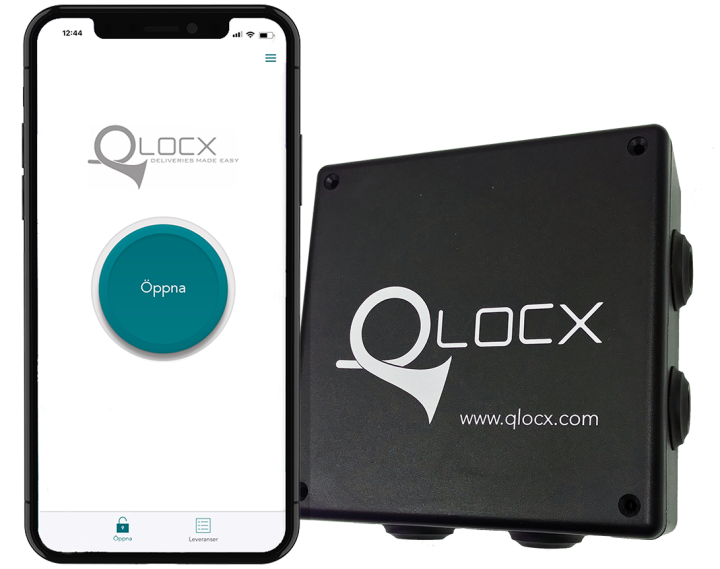 12:44
QLOCX
DELIVERIES MADE EASY
Öppna
Öppna
Leveranser
QLOCX
www.qlocx.com